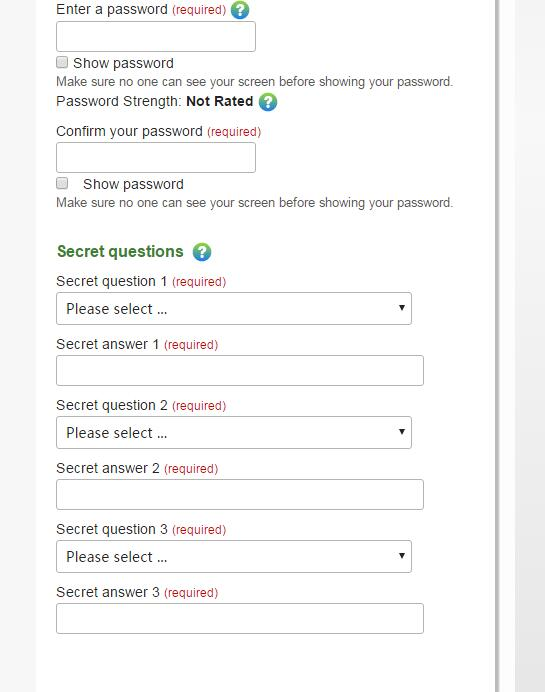 Enter a password (required) ?
Show password
Make sure no one can see your screen before showing your password.
Password Strength: Not Rated ?
Confirm your password (required)
Show password
Make sure no one can see your screen before showing your password.
Secret questions ?
Secret question 1 (required)
Please select ...
Secret answer 1 (required)
Secret question 2 (required)
Please select ...
Secret answer 2 (required)
Secret question 3 (required)
Please select ...
Secret answer 3 (required)